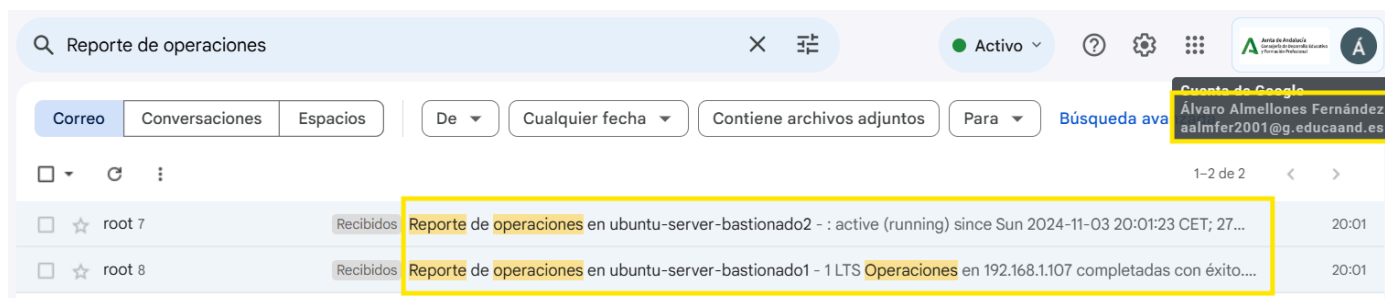 Reporte de operaciones
Activo
Junta de Andalucía
Consejería de Desarrollo Educativo
y Formación Profesional
Á
Cuenta de Google
Álvaro Almellones Fernández
aalmfer2001@g.educaand.es
Correo Conversaciones Espacios De Cualquier fecha Contiene archivos adjuntos Para Búsqueda ava
1–2 de 2
root 7 Recibidos Reporte de operaciones en ubuntu-server-bastionado2 - : active (running) since Sun 2024-11-03 20:01:23 CET; 27... 20:01
root 8 Recibidos Reporte de operaciones en ubuntu-server-bastionado1 - 1 LTS Operaciones en 192.168.1.107 completadas con éxito.... 20:01